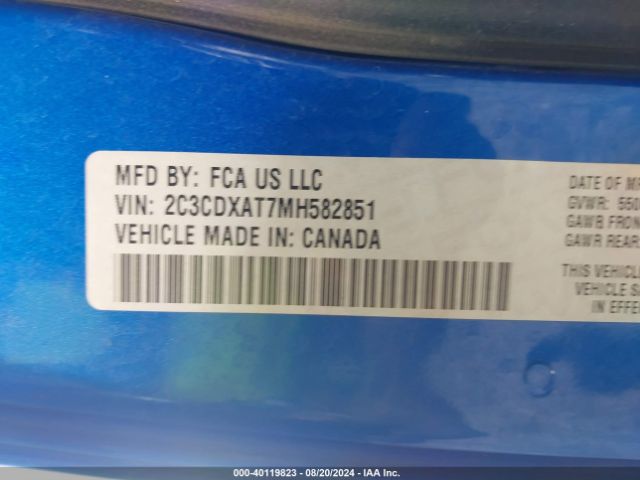 MFD BY: FCA US LLC
VIN: 2C3CDXAT7MH582851
VEHICLE MADE IN: CANADA
DATE OF
GVWR:
GAWR FRON
GAWR REAR
THIS VEHICL
VEHICLE S
IN EFFE
000-40119823 - 08/20/2024 - IAA Inc.